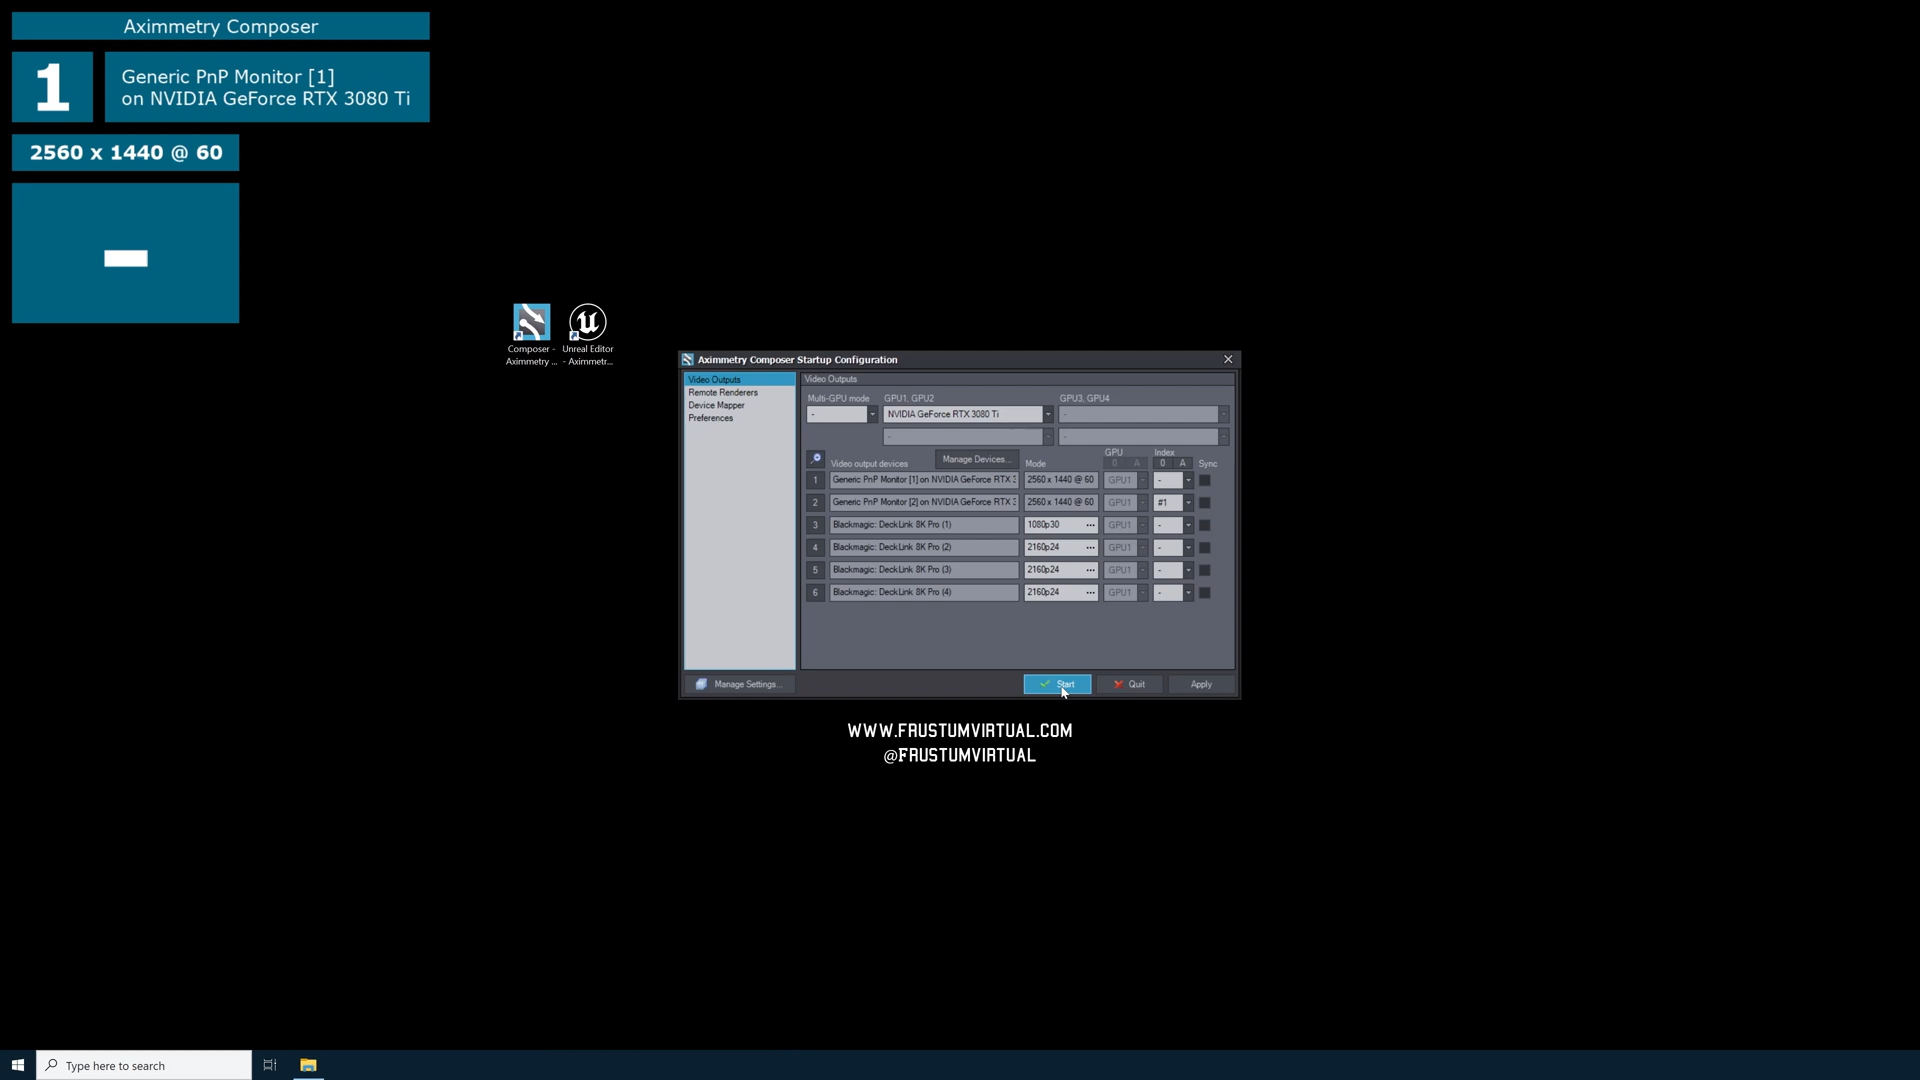 Aximmetry Composer
1
Generic PnP Monitor [1]
on NVIDIA GeForce RTX 3080 Ti
2560 x 1440 @ 60
-
Composer -
Aximmetry ...
Unreal Editor
- Aximmetr...
Aximmetry Composer Startup Configuration
Video Outputs
Remote Renderers
Device Mapper
Preferences
Video Outputs
Multi-GPU mode GPU1, GPU2 GPU3, GPU4
- NVIDIA GeForce RTX 3080 Ti -
- -
GPU Index
Video output devices Manage Devices... Mode 0 A 0 A Sync
1 Generic PnP Monitor [1] on NVIDIA GeForce RTX 3 2560 x 1440 @ 60 GPU1 -
2 Generic PnP Monitor [2] on NVIDIA GeForce RTX 3 2560 x 1440 @ 60 GPU1 #1
3 Blackmagic: DeckLink 8K Pro (1) 1080p30 ... GPU1 -
4 Blackmagic: DeckLink 8K Pro (2) 2160p24 ... GPU1 -
5 Blackmagic: DeckLink 8K Pro (3) 2160p24 ... GPU1 -
6 Blackmagic: DeckLink 8K Pro (4) 2160p24 ... GPU1 -
Manage Settings... Start Quit Apply
WWW.FRUSTUMVIRTUAL.COM
@FRUSTUMVIRTUAL
Type here to search